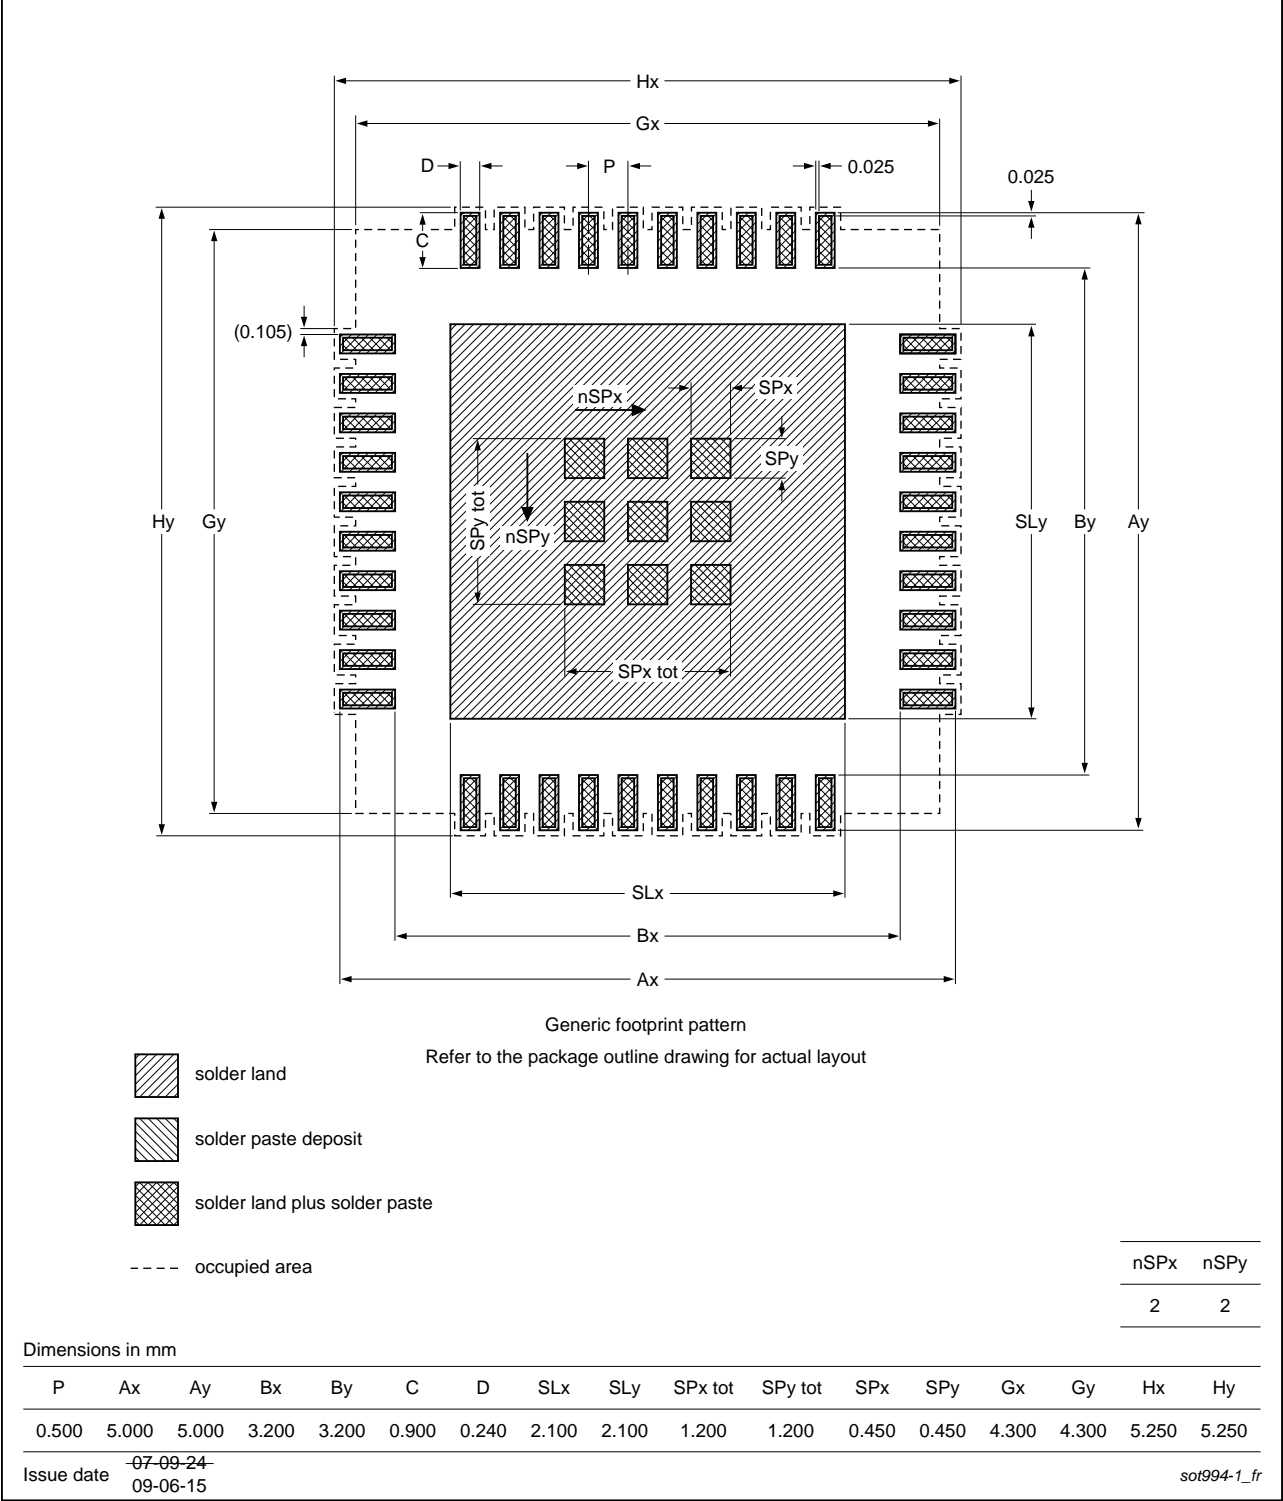 Hx
Gx
D
P
0.025
0.025
C
(0.105)
SPx
nSPx
SPy
SPy tot
nSPy
Hy
Gy
SLy
By
Ay
SPx tot
SLx
Bx
Ax
Generic footprint pattern
Refer to the package outline drawing for actual layout
solder land
solder paste deposit
solder land plus solder paste
occupied area
nSPx nSPy
2 2
Dimensions in mm
P Ax Ay Bx By C D SLx SLy SPx tot SPy tot SPx SPy Gx Gy Hx Hy
0.500 5.000 5.000 3.200 3.200 0.900 0.240 2.100 2.100 1.200 1.200 0.450 0.450 4.300 4.300 5.250 5.250
Issue date 07-09-24
09-06-15
sot994-1_fr